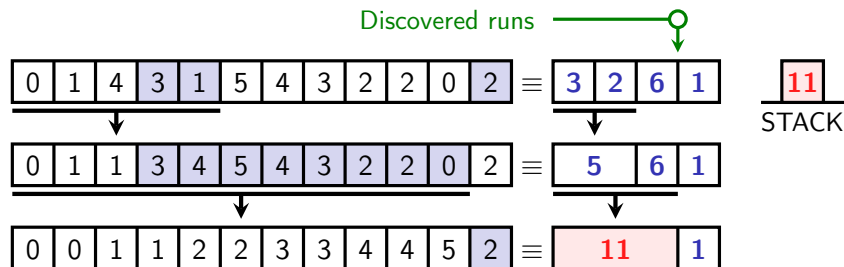 Discovered runs
0 1 4 3 1 5 4 3 2 2 0 2 ≡ 3 2 6 1 11
STACK
0 1 1 3 4 5 4 3 2 2 0 2 ≡ 5 6 1
0 0 1 1 2 2 3 3 4 4 5 2 ≡ 11 1